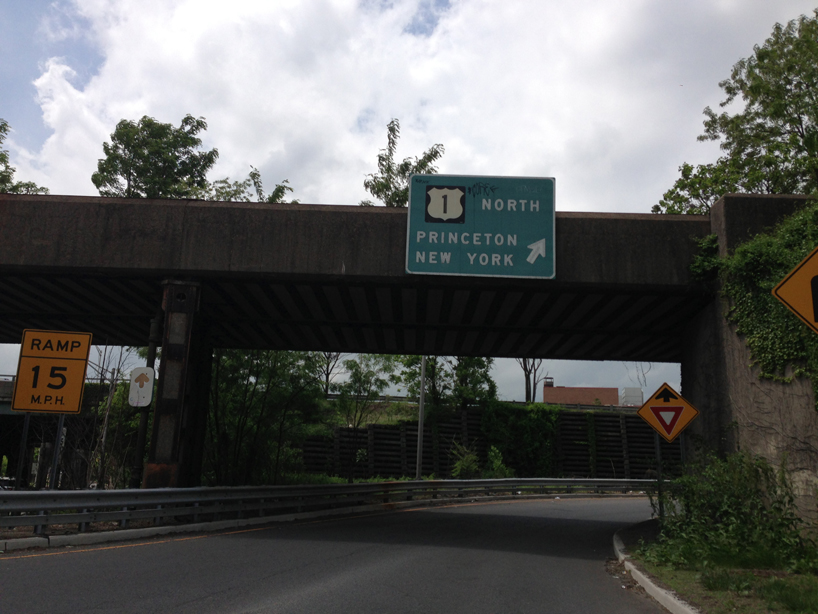 1 NORTH
PRINCETON
NEW YORK
RAMP
15
M.P.H.